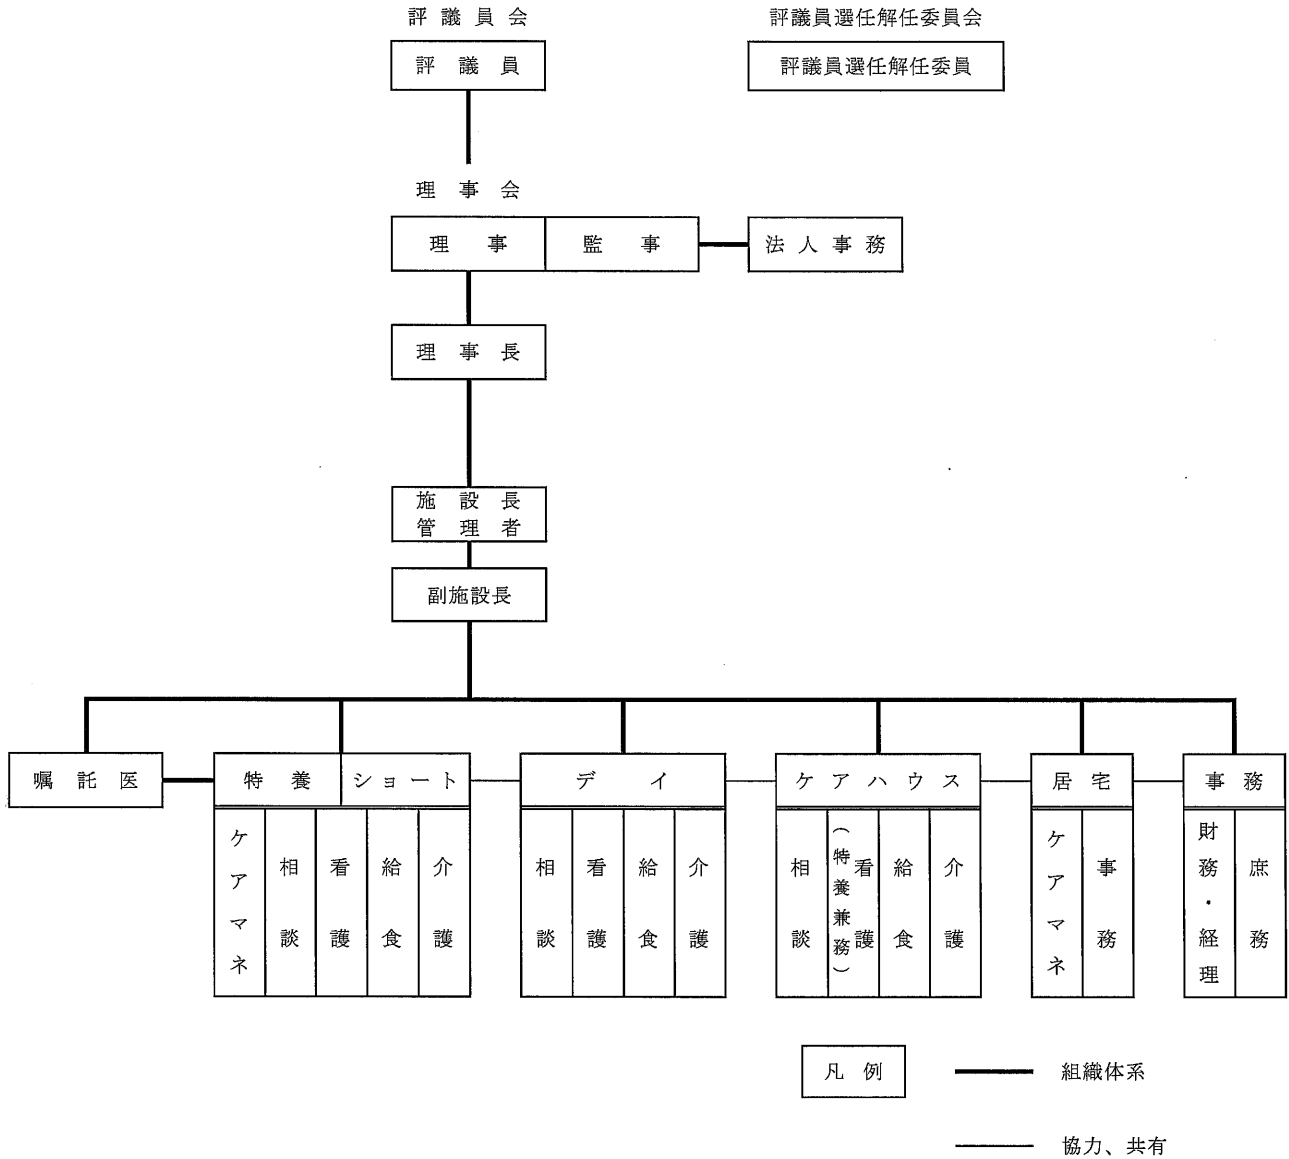 評議員会
評議員選任解任委員会
評議員
評議員選任解任委員
理事会
理事
監事
法人事務
理事長
施設長
管理者
副施設長
嘱託医
特養
ショート
デイ
ケアハウス
居宅
事務
ケアマネ
相談
看護
給食
介護
相談
看護
給食
介護
相談
看護
(特養兼務)
給食
介護
ケアマネ
事務
財務・経理
庶務
凡例
組織体系
協力、共有